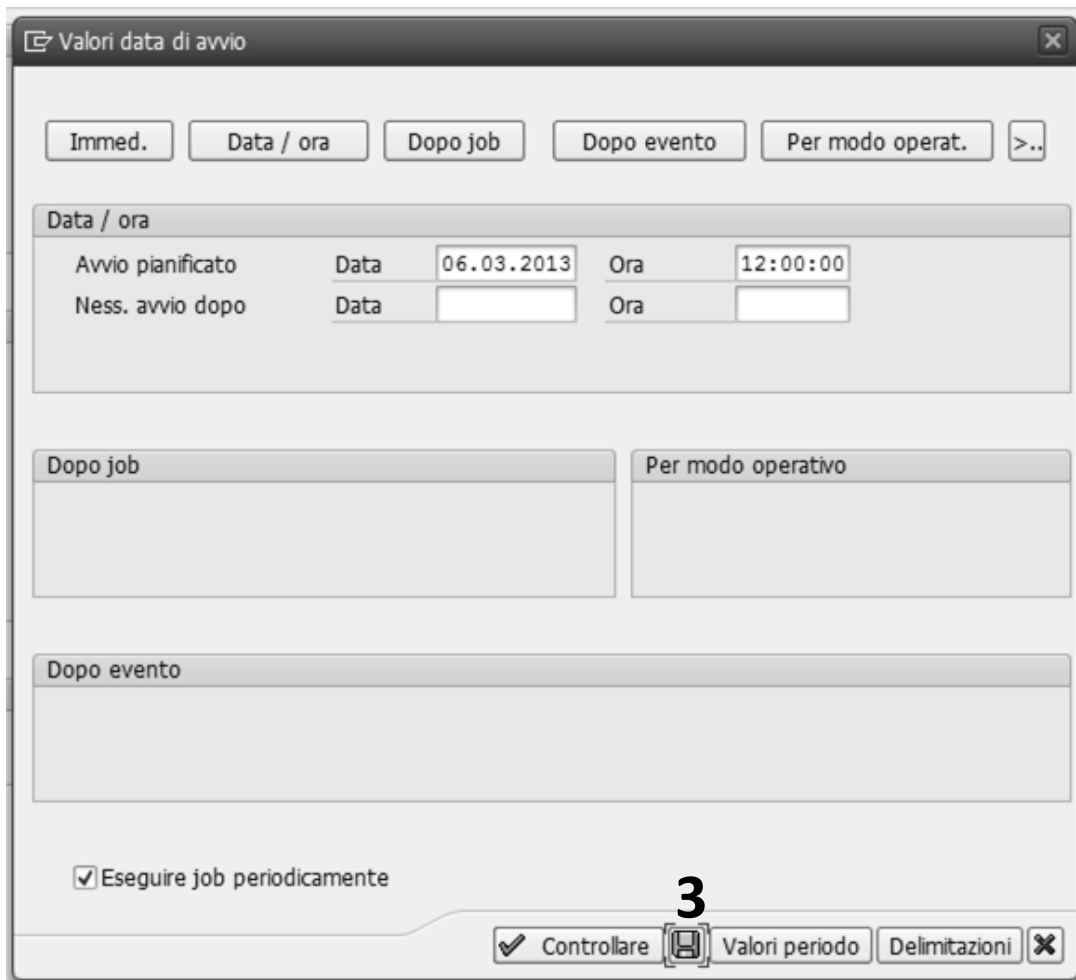 Valori data di avvio
Immed. Data / ora Dopo job Dopo evento Per modo operat. >..
Data / ora
Avvio pianificato Data 06.03.2013 Ora 12:00:00
Ness. avvio dopo Data Ora
Dopo job Per modo operativo
Dopo evento
Eseguire job periodicamente
3
Controllare Valori periodo Delimitazioni